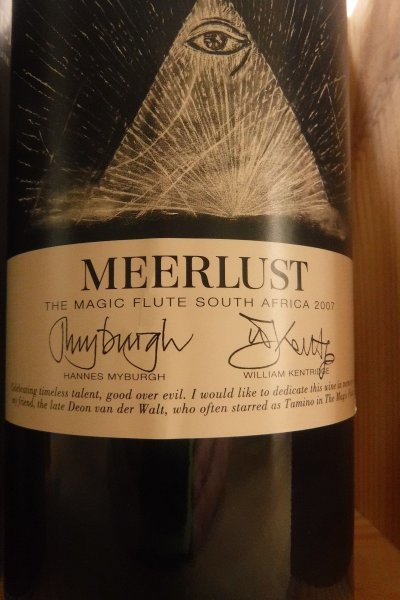 MEERLUST
THE MAGIC FLUTE SOUTH AFRICA 2007
HMyburgh W Kentridge
HANNES MYBURGH WILLIAM KENTRIDGE
Celebrating timeless talent, good over evil. I would like to dedicate this wine in
my friend, the late Deon van der Walt, who often starred as Tamino in The Magic